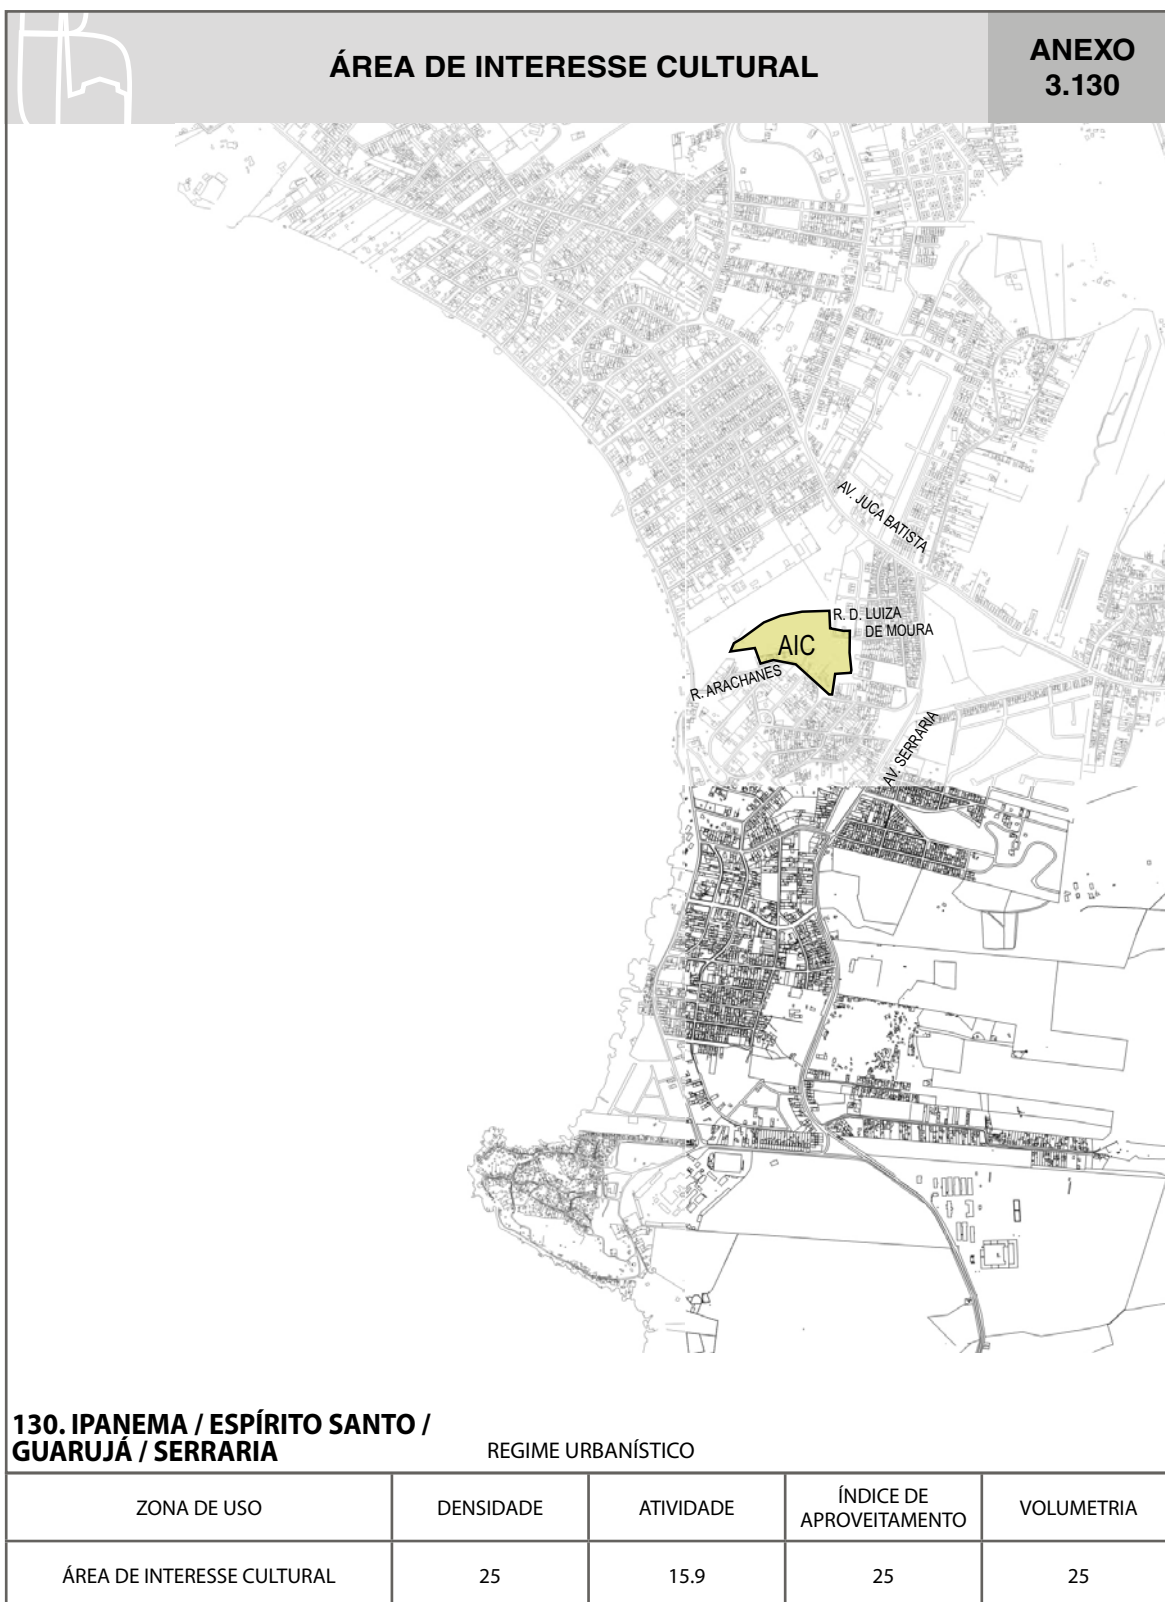 ÁREA DE INTERESSE CULTURAL
ANEXO
3.130
AV. JUCA BATISTA
R. D. LUIZA
DE MOURA
AIC
R. ARACHANES
AV. SERRARIA
130. IPANEMA / ESPÍRITO SANTO /
GUARUJÁ / SERRARIA
REGIME URBANÍSTICO
ZONA DE USO
DENSIDADE
ATIVIDADE
ÍNDICE DE
APROVEITAMENTO
VOLUMETRIA
ÁREA DE INTERESSE CULTURAL
25
15.9
25
25